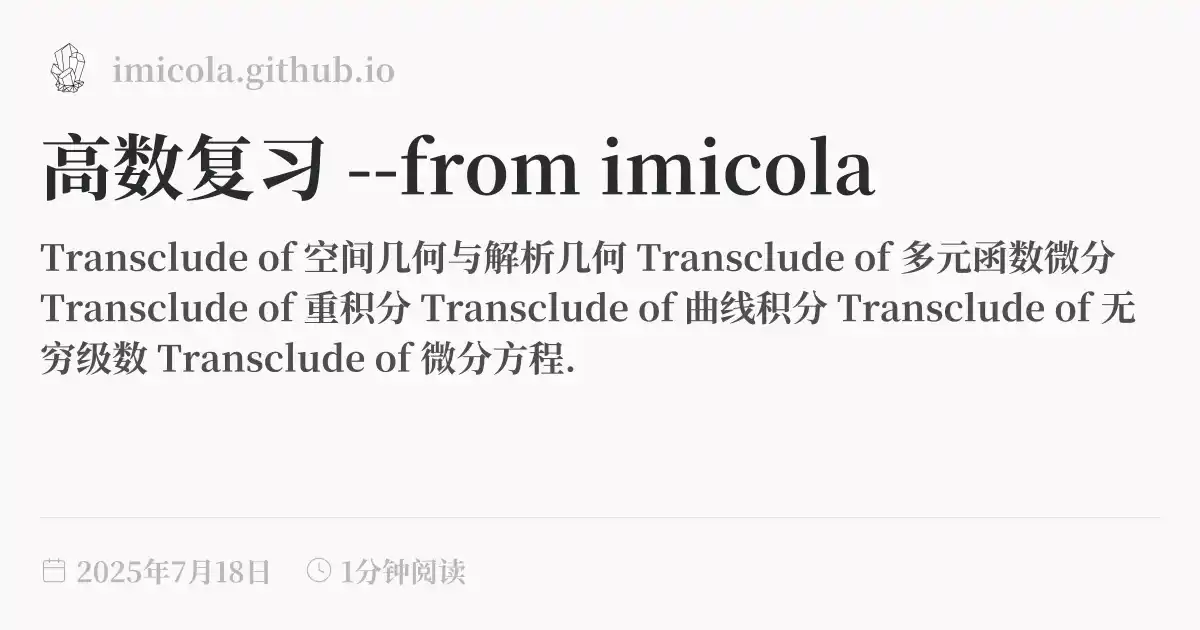 imicola.github.io
高数复习 --from imicola
Transclude of 空间几何与解析几何 Transclude of 多元函数微分
Transclude of 重积分 Transclude of 曲线积分 Transclude of 无
穷级数 Transclude of 微分方程.
2025年7月18日 1分钟阅读